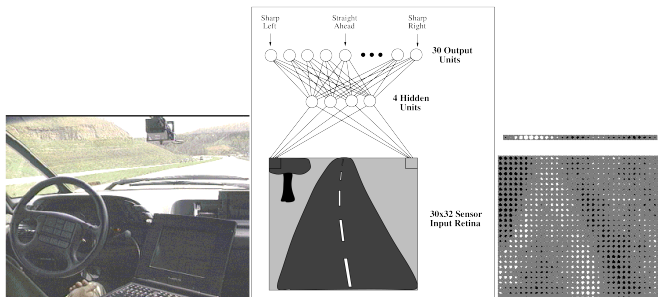 Sharp
Left
Straight
Ahead
Sharp
Right
30 Output
Units
4 Hidden
Units
30x32 Sensor
Input Retina